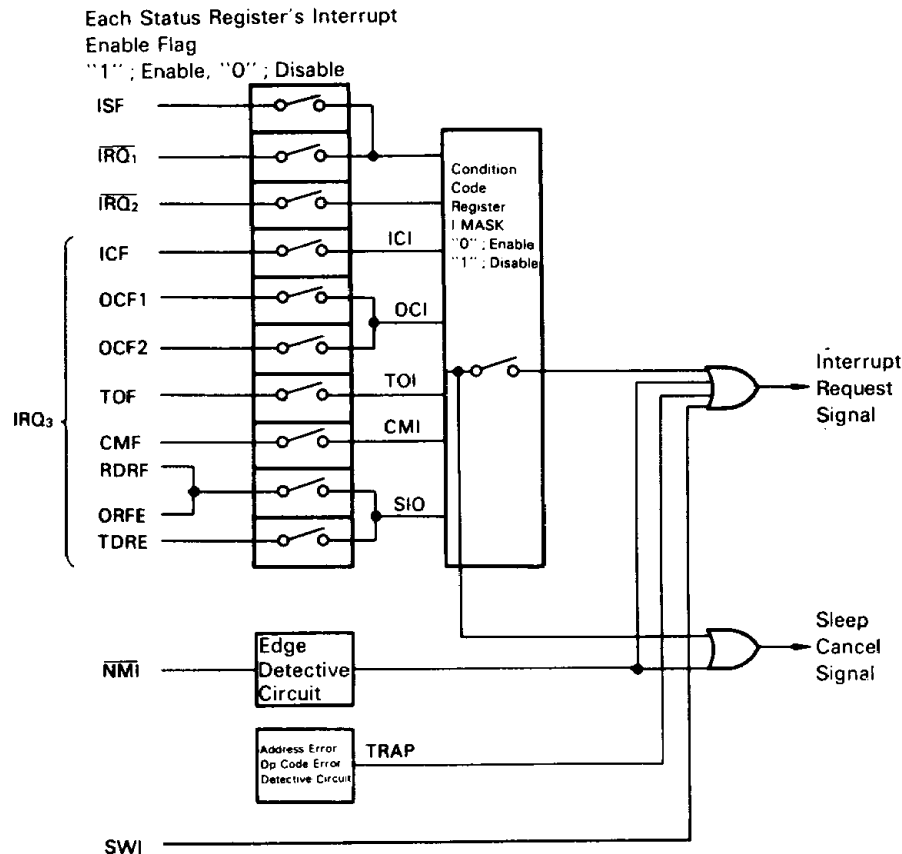 Each Status Register's Interrupt
Enable Flag
"1" ; Enable, "0" ; Disable
ISF
IRQ1
IRQ2
ICF
OCF1
OCF2
TOF
CMF
RDRF
ORFE
TDRE
IRQ3
ICI
OCI
TOI
CMI
SIO
Condition
Code
Register
I MASK
"0" ; Enable
"1" ; Disable
Interrupt
Request
Signal
Sleep
Cancel
Signal
NMI
Edge
Detective
Circuit
Address Error
Op Code Error
Detective Circuit
TRAP
SWI